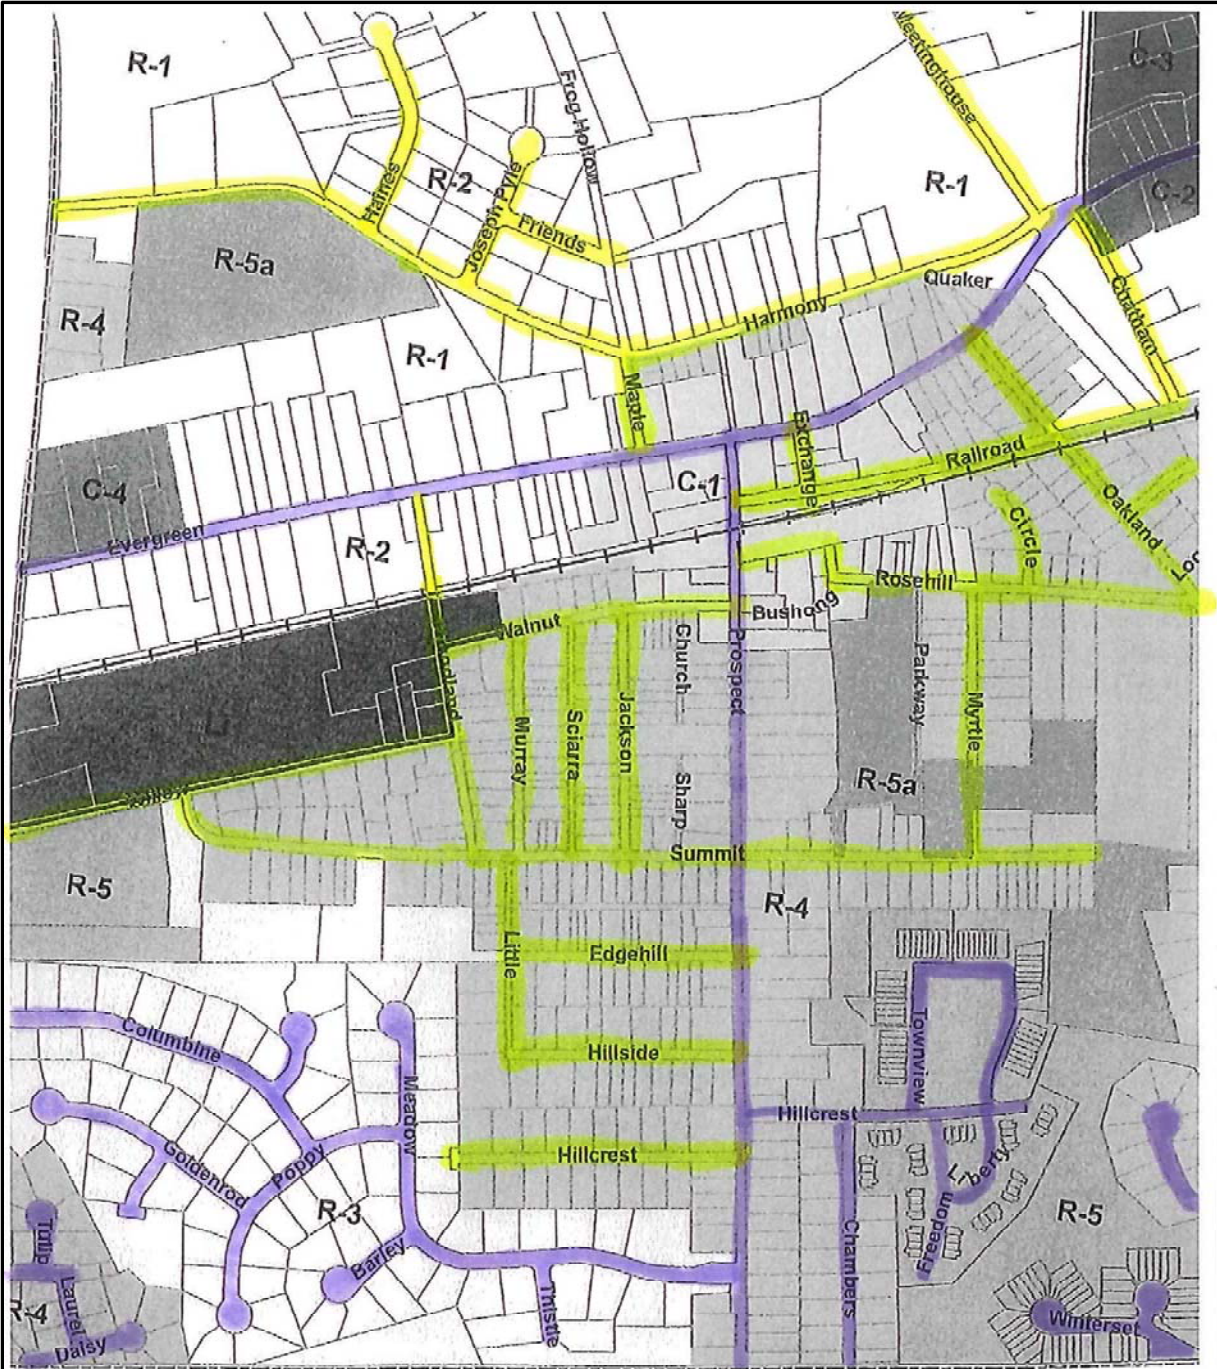 R-1
C-3
Meetinghouse
Frog Hollow
Haines
R-2
Joseph Pyle
R-1
C-2
Friends
R-5a
Quaker
Chatham
Harmony
R-4
R-1
Maple
Exchange
C-4
C-1
Railroad
Oakland
Evergreen
R-2
Circle
Rosehill
Bushong
Walnut
Church
Prospect
Parkway
Myrtle
Murray
Sciarra
Jackson
Sharp
R-5a
Summit
R-5
R-4
Little
Edgehill
Columbine
Hillside
Townview
Meadow
Hillcrest
Goldenrod
Poppy
Hillcrest
Liberty
R-3
Freedom
R-5
Tulip
Barley
Chambers
Laurel
Thistle
R-4
Daisy
Winterset